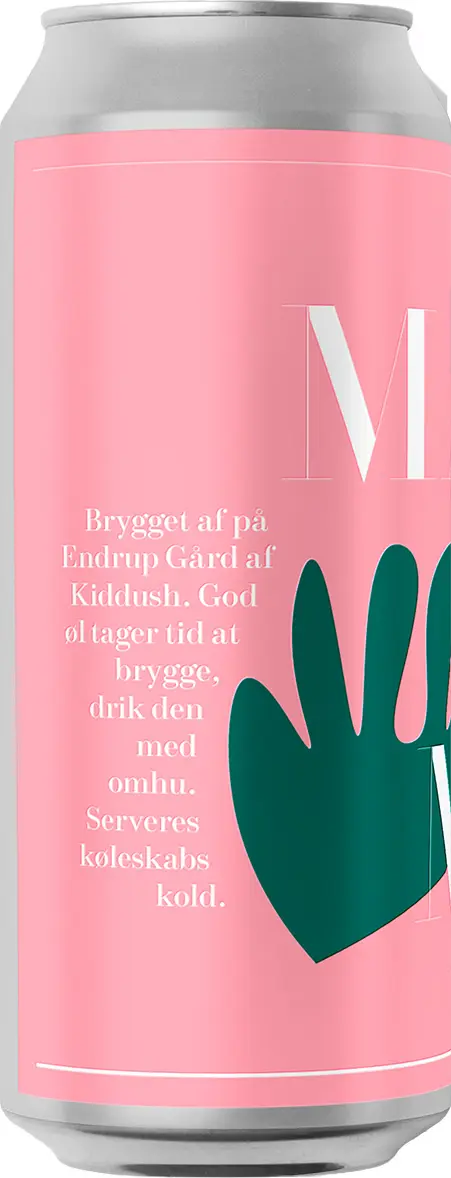 M
Brygget af på
Endrup Gård af
Kiddush. God
øl tager tid at
brygge,
drik den
med
omhu.
Serveres
køleskabs
kold.